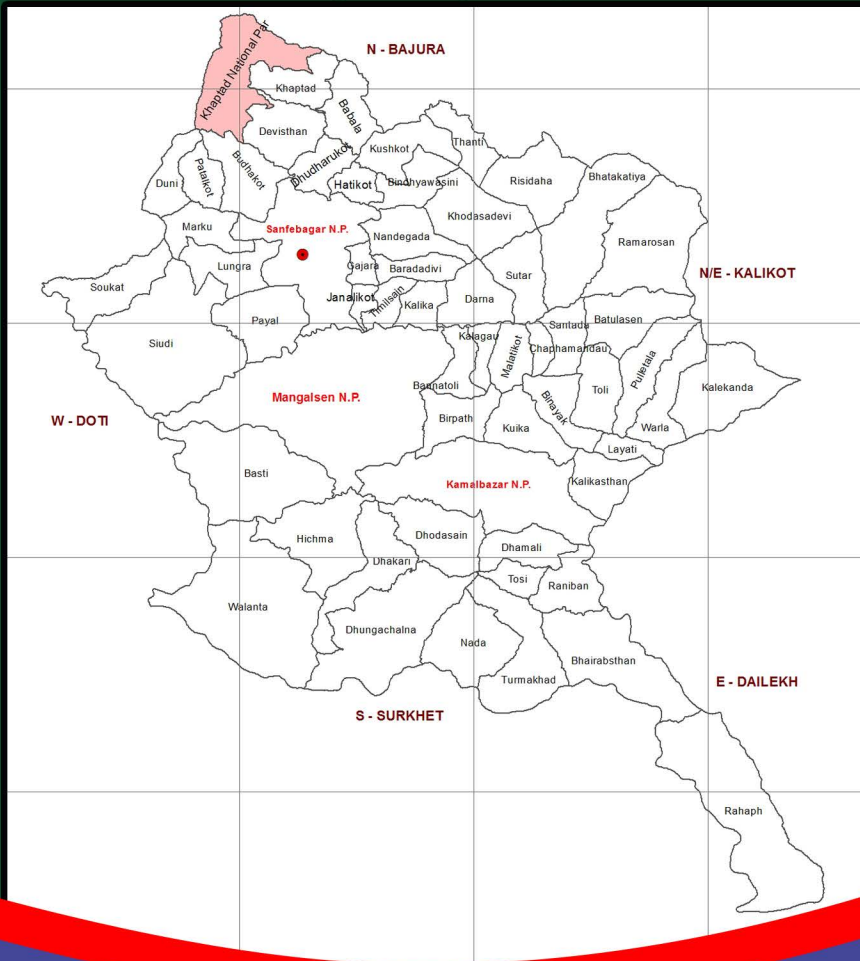 N - BAJURA
Khaptad National Par
Khaptad
Babala
Devisthan
Thanti
Kushkot
Dhudharukot
Budhakot
Patalkot
Duni
Hatikot
Bindhyawasini
Risidaha
Bhatakatiya
Khodasadevi
Marku
Sanfebagar N.P.
Nandegada
Ramarosan
Lungra
Gajara
Baradadivi
Sutar
N/E - KALIKOT
Soukat
Janalikot
Timilsain
Kalika
Darna
Payal
Santada
Batulasen
Siudi
Kalagau
Malatikot
Chaphamandau
Pulletala
Bannatoli
Toli
Kalekanda
Mangalsen N.P.
Binayak
W - DOTI
Birpath
Kuika
Warla
Layati
Basti
Kamalbazar N.P.
Kalikasthan
Hichma
Dhodasain
Dhamali
Dhakari
Tosi
Raniban
Walanta
Dhungachalna
Nada
Bhairabsthan
Turmakhad
E - DAILEKH
S - SURKHET
Rahaph